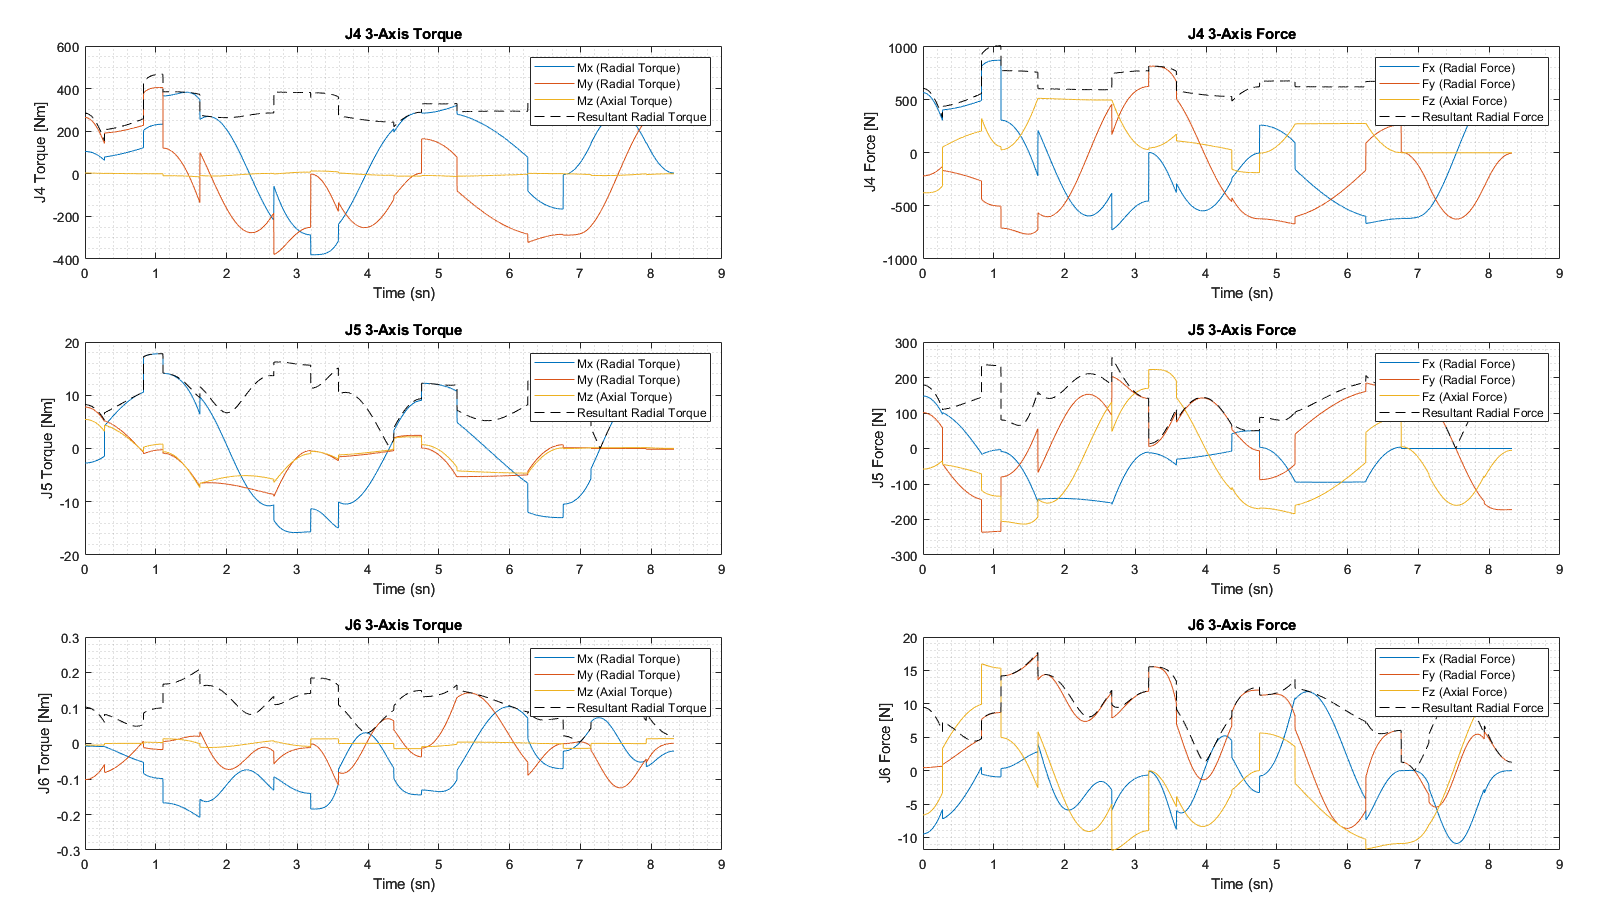 J4 3-Axis Torque
600
400
200
0
-200
-400
J4 Torque [Nm]
Mx (Radial Torque)
My (Radial Torque)
Mz (Axial Torque)
Resultant Radial Torque
0 1 2 3 4 5 6 7 8 9
Time (sn)
J4 3-Axis Force
1000
500
0
-500
-1000
J4 Force [N]
Fx (Radial Force)
Fy (Radial Force)
Fz (Axial Force)
Resultant Radial Force
0 1 2 3 4 5 6 7 8 9
Time (sn)
J5 3-Axis Torque
20
10
0
-10
-20
J5 Torque [Nm]
Mx (Radial Torque)
My (Radial Torque)
Mz (Axial Torque)
Resultant Radial Torque
0 1 2 3 4 5 6 7 8 9
Time (sn)
J5 3-Axis Force
300
200
100
0
-100
-200
-300
J5 Force [N]
Fx (Radial Force)
Fy (Radial Force)
Fz (Axial Force)
Resultant Radial Force
0 1 2 3 4 5 6 7 8 9
Time (sn)
J6 3-Axis Torque
0.3
0.2
0.1
0
-0.1
-0.2
-0.3
J6 Torque [Nm]
Mx (Radial Torque)
My (Radial Torque)
Mz (Axial Torque)
Resultant Radial Torque
0 1 2 3 4 5 6 7 8 9
Time (sn)
J6 3-Axis Force
20
15
10
5
0
-5
-10
J6 Force [N]
Fx (Radial Force)
Fy (Radial Force)
Fz (Axial Force)
Resultant Radial Force
0 1 2 3 4 5 6 7 8 9
Time (sn)